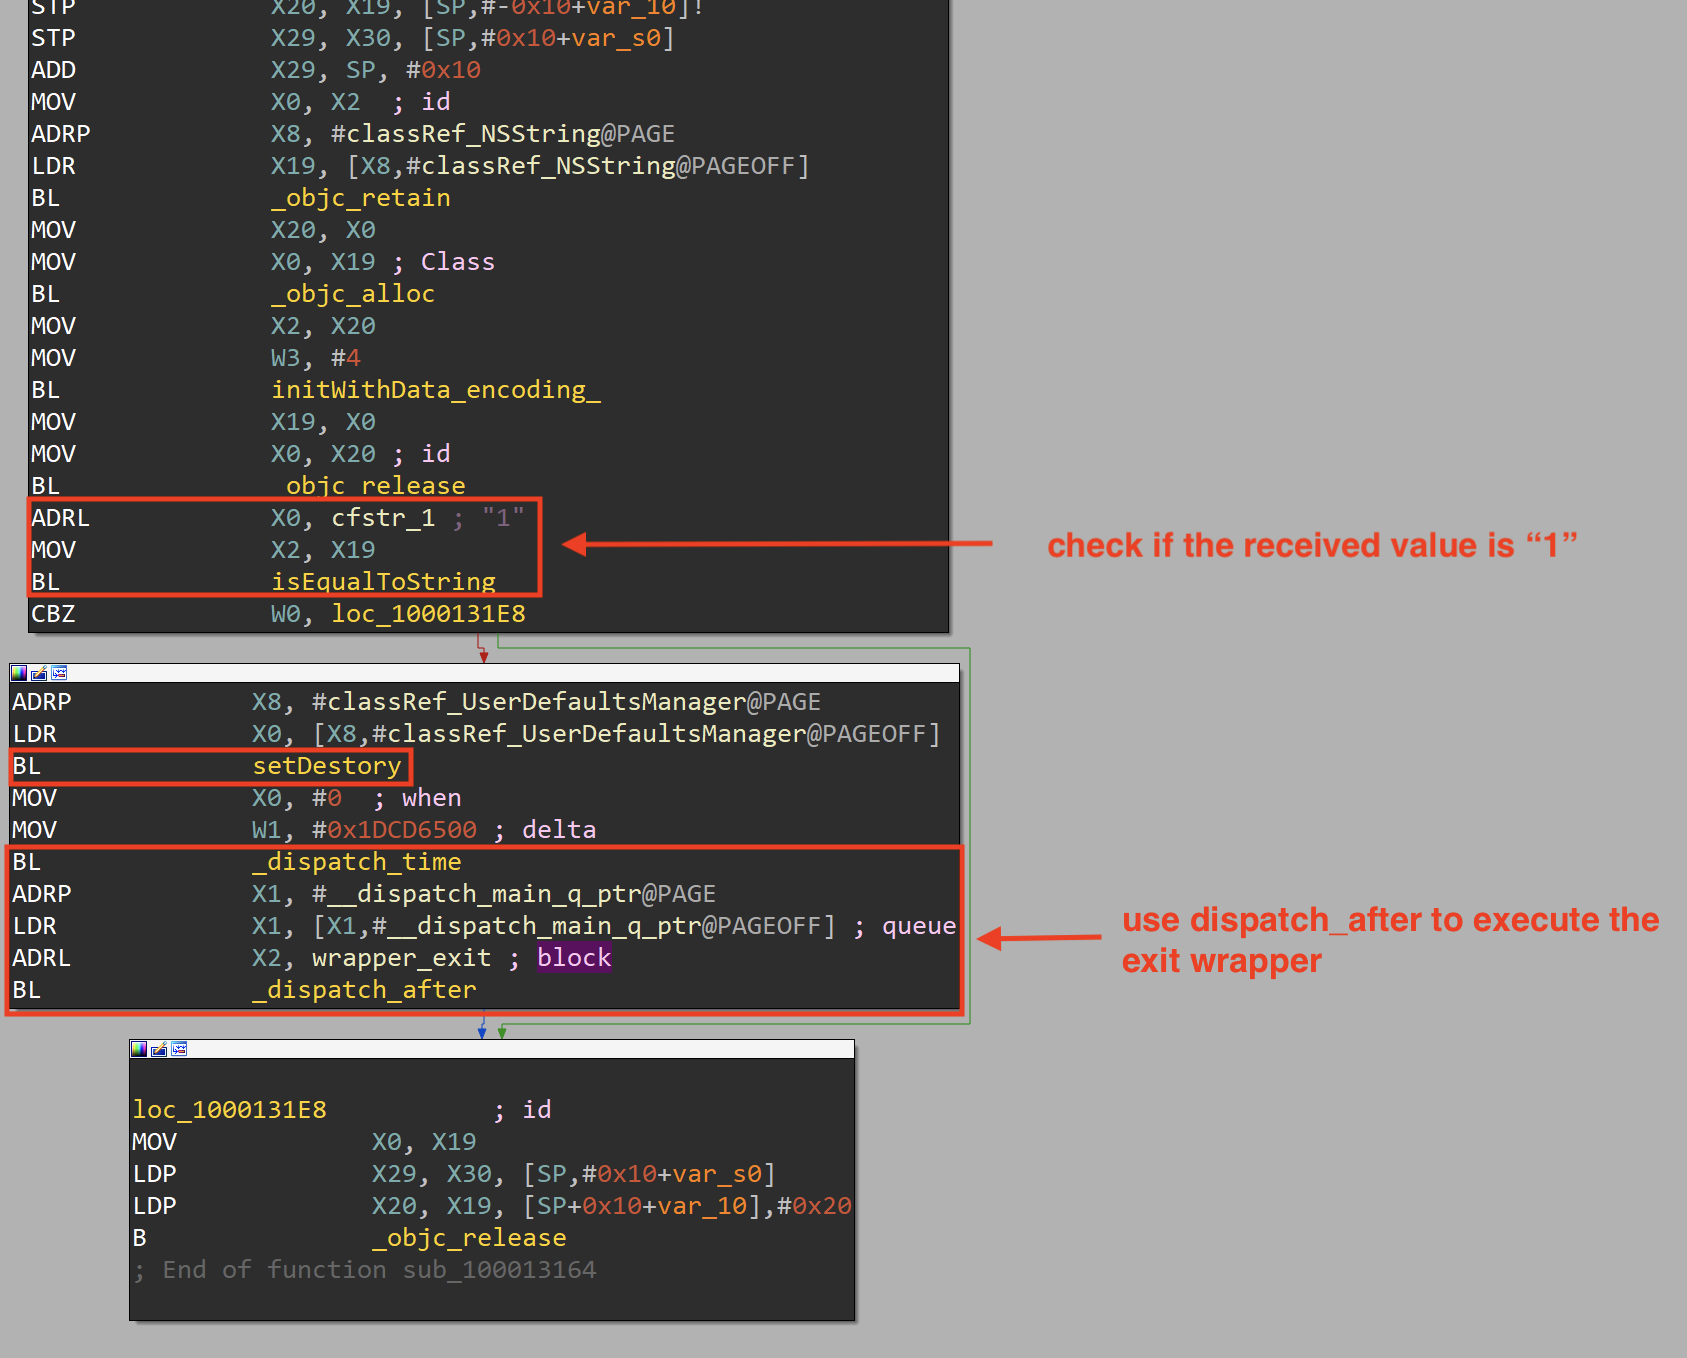 STP X20, X19, [SP,#-0x10+var_10]!
STP X29, X30, [SP,#0x10+var_s0]
ADD X29, SP, #0x10
MOV X0, X2 ; id
ADRP X8, #classRef_NSString@PAGE
LDR X19, [X8,#classRef_NSString@PAGEOFF]
BL _objc_retain
MOV X20, X0
MOV X0, X19 ; Class
BL _objc_alloc
MOV X2, X20
MOV W3, #4
BL initWithData_encoding_
MOV X19, X0
MOV X0, X20 ; id
BL _objc_release
ADRL X0, cfstr_1 ; "1"
MOV X2, X19
BL isEqualToString
CBZ W0, loc_1000131E8
check if the received value is “1”
ADRP X8, #classRef_UserDefaultsManager@PAGE
LDR X0, [X8,#classRef_UserDefaultsManager@PAGEOFF]
BL setDestory
MOV X0, #0 ; when
MOV W1, #0x1DCD6500 ; delta
BL _dispatch_time
ADRP X1, #__dispatch_main_q_ptr@PAGE
LDR X1, [X1,#__dispatch_main_q_ptr@PAGEOFF] ; queue
ADRL X2, wrapper_exit ; block
BL _dispatch_after
use dispatch_after to execute the
exit wrapper
loc_1000131E8 ; id
MOV X0, X19
LDP X29, X30, [SP,#0x10+var_s0]
LDP X20, X19, [SP+0x10+var_10],#0x20
B _objc_release
; End of function sub_100013164